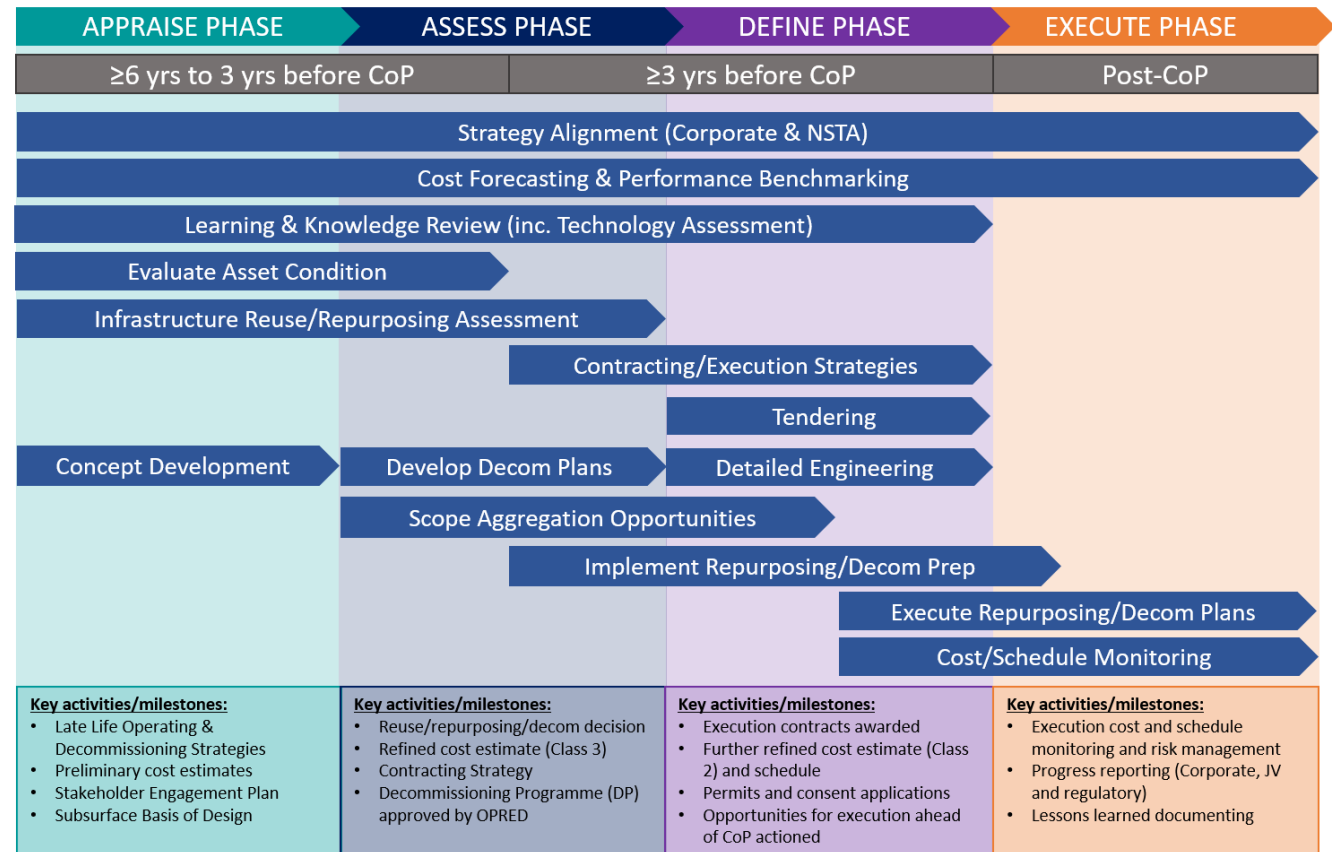 APPRAISE PHASE
ASSESS PHASE
DEFINE PHASE
EXECUTE PHASE
≥6 yrs to 3 yrs before CoP
≥3 yrs before CoP
Post-CoP
Strategy Alignment (Corporate & NSTA)
Cost Forecasting & Performance Benchmarking
Learning & Knowledge Review (inc. Technology Assessment)
Evaluate Asset Condition
Infrastructure Reuse/Repurposing Assessment
Contracting/Execution Strategies
Tendering
Concept Development
Develop Decom Plans
Detailed Engineering
Scope Aggregation Opportunities
Implement Repurposing/Decom Prep
Execute Repurposing/Decom Plans
Cost/Schedule Monitoring
Key activities/milestones:
• Late Life Operating &
Decommissioning Strategies
• Preliminary cost estimates
• Stakeholder Engagement Plan
• Subsurface Basis of Design
Key activities/milestones:
• Reuse/repurposing/decom decision
• Refined cost estimate (Class 3)
• Contracting Strategy
• Decommissioning Programme (DP)
approved by OPRED
Key activities/milestones:
• Execution contracts awarded
• Further refined cost estimate (Class
2) and schedule
• Permits and consent applications
• Opportunities for execution ahead
of CoP actioned
Key activities/milestones:
• Execution cost and schedule
monitoring and risk management
• Progress reporting (Corporate, JV
and regulatory)
• Lessons learned documenting